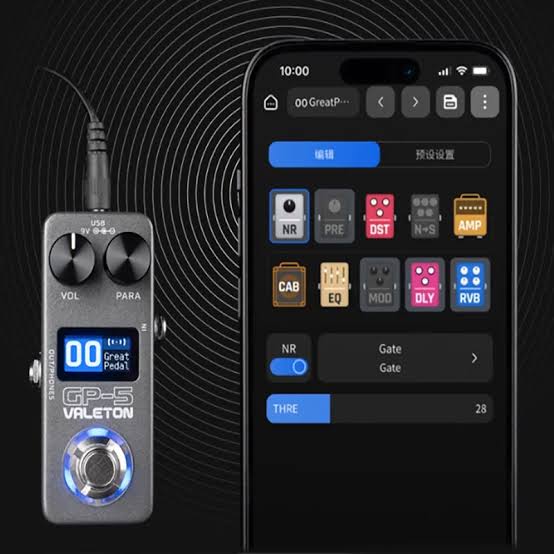 USB
9V
VOL
PARA
IN
OUT/PHONES
00
Great
Pedal
GP-5
VALETON
10:00
00 GreatP···
编辑
预设设置
NR
PRE
DST
N→S
AMP
CAB
EQ
MOD
DLY
RVB
NR
Gate
Gate
THRE
28